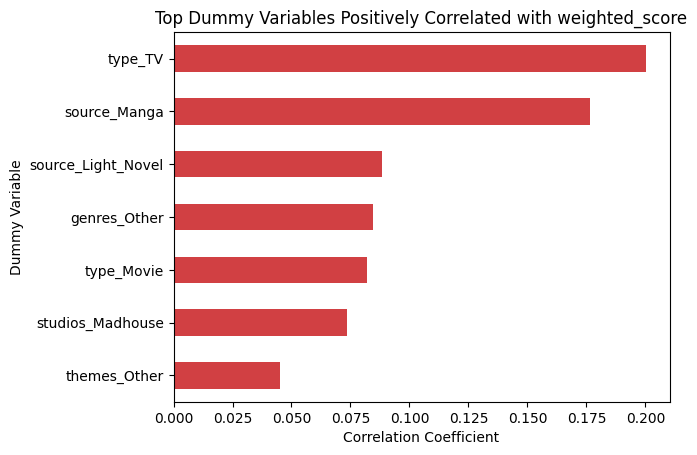 Top Dummy Variables Positively Correlated with weighted_score
Dummy Variable
type_TV
source_Manga
source_Light_Novel
genres_Other
type_Movie
studios_Madhouse
themes_Other
0.000 0.025 0.050 0.075 0.100 0.125 0.150 0.175 0.200
Correlation Coefficient